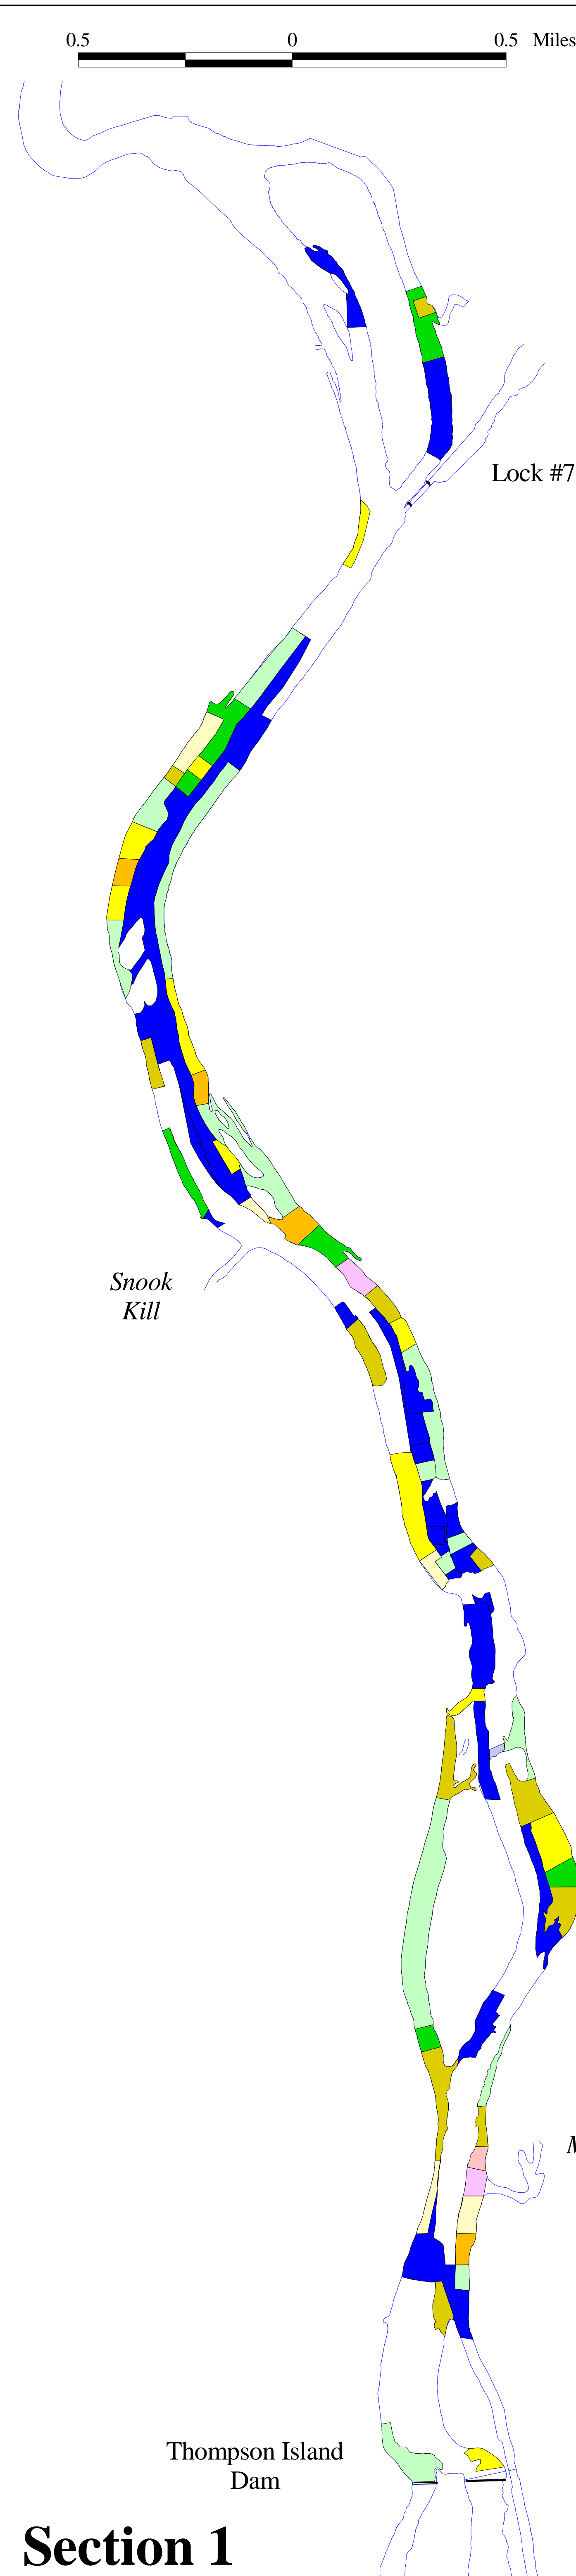 0.5 0 0.5 Miles
Lock #7
Snook
Kill
Thompson Island
Dam
Section 1